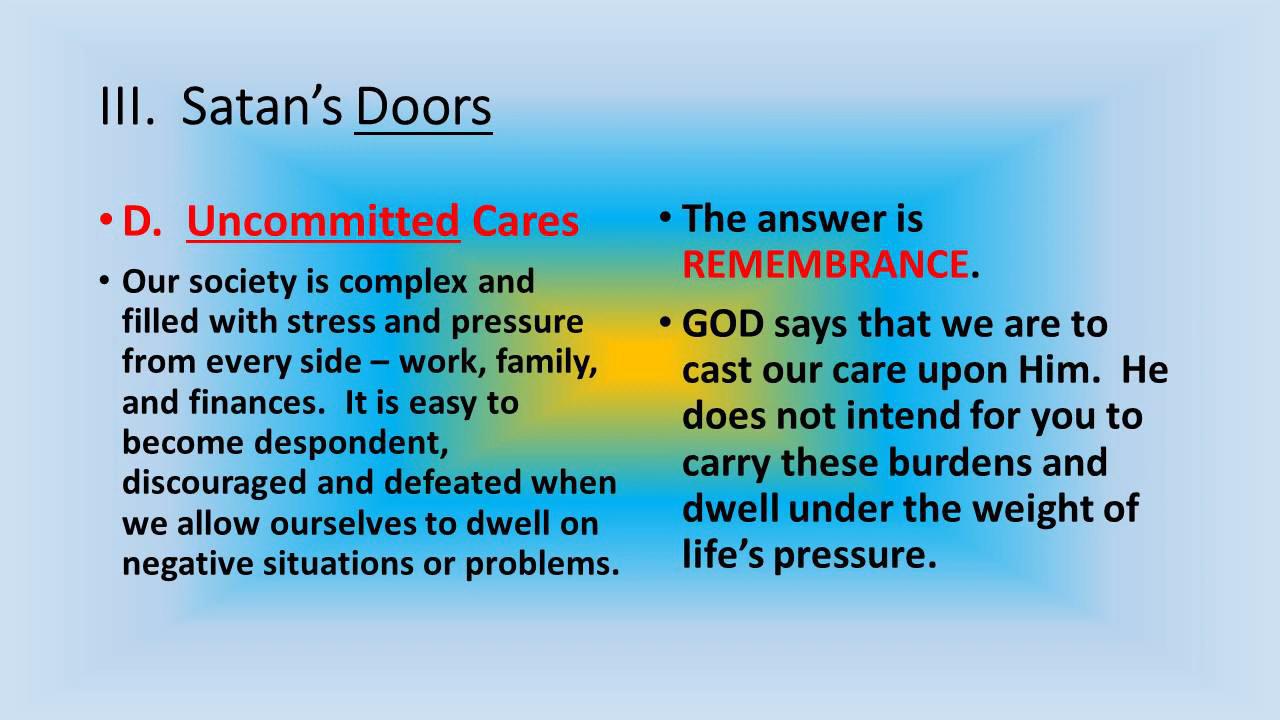 III.  Satan’s Doors
• D.  Uncommitted Cares
• Our society is complex and
filled with stress and pressure
from every side – work, family,
and finances.  It is easy to
become despondent,
discouraged and defeated when
we allow ourselves to dwell on
negative situations or problems.
• The answer is
REMEMBRANCE.
• GOD says that we are to
cast our care upon Him.  He
does not intend for you to
carry these burdens and
dwell under the weight of
life’s pressure.